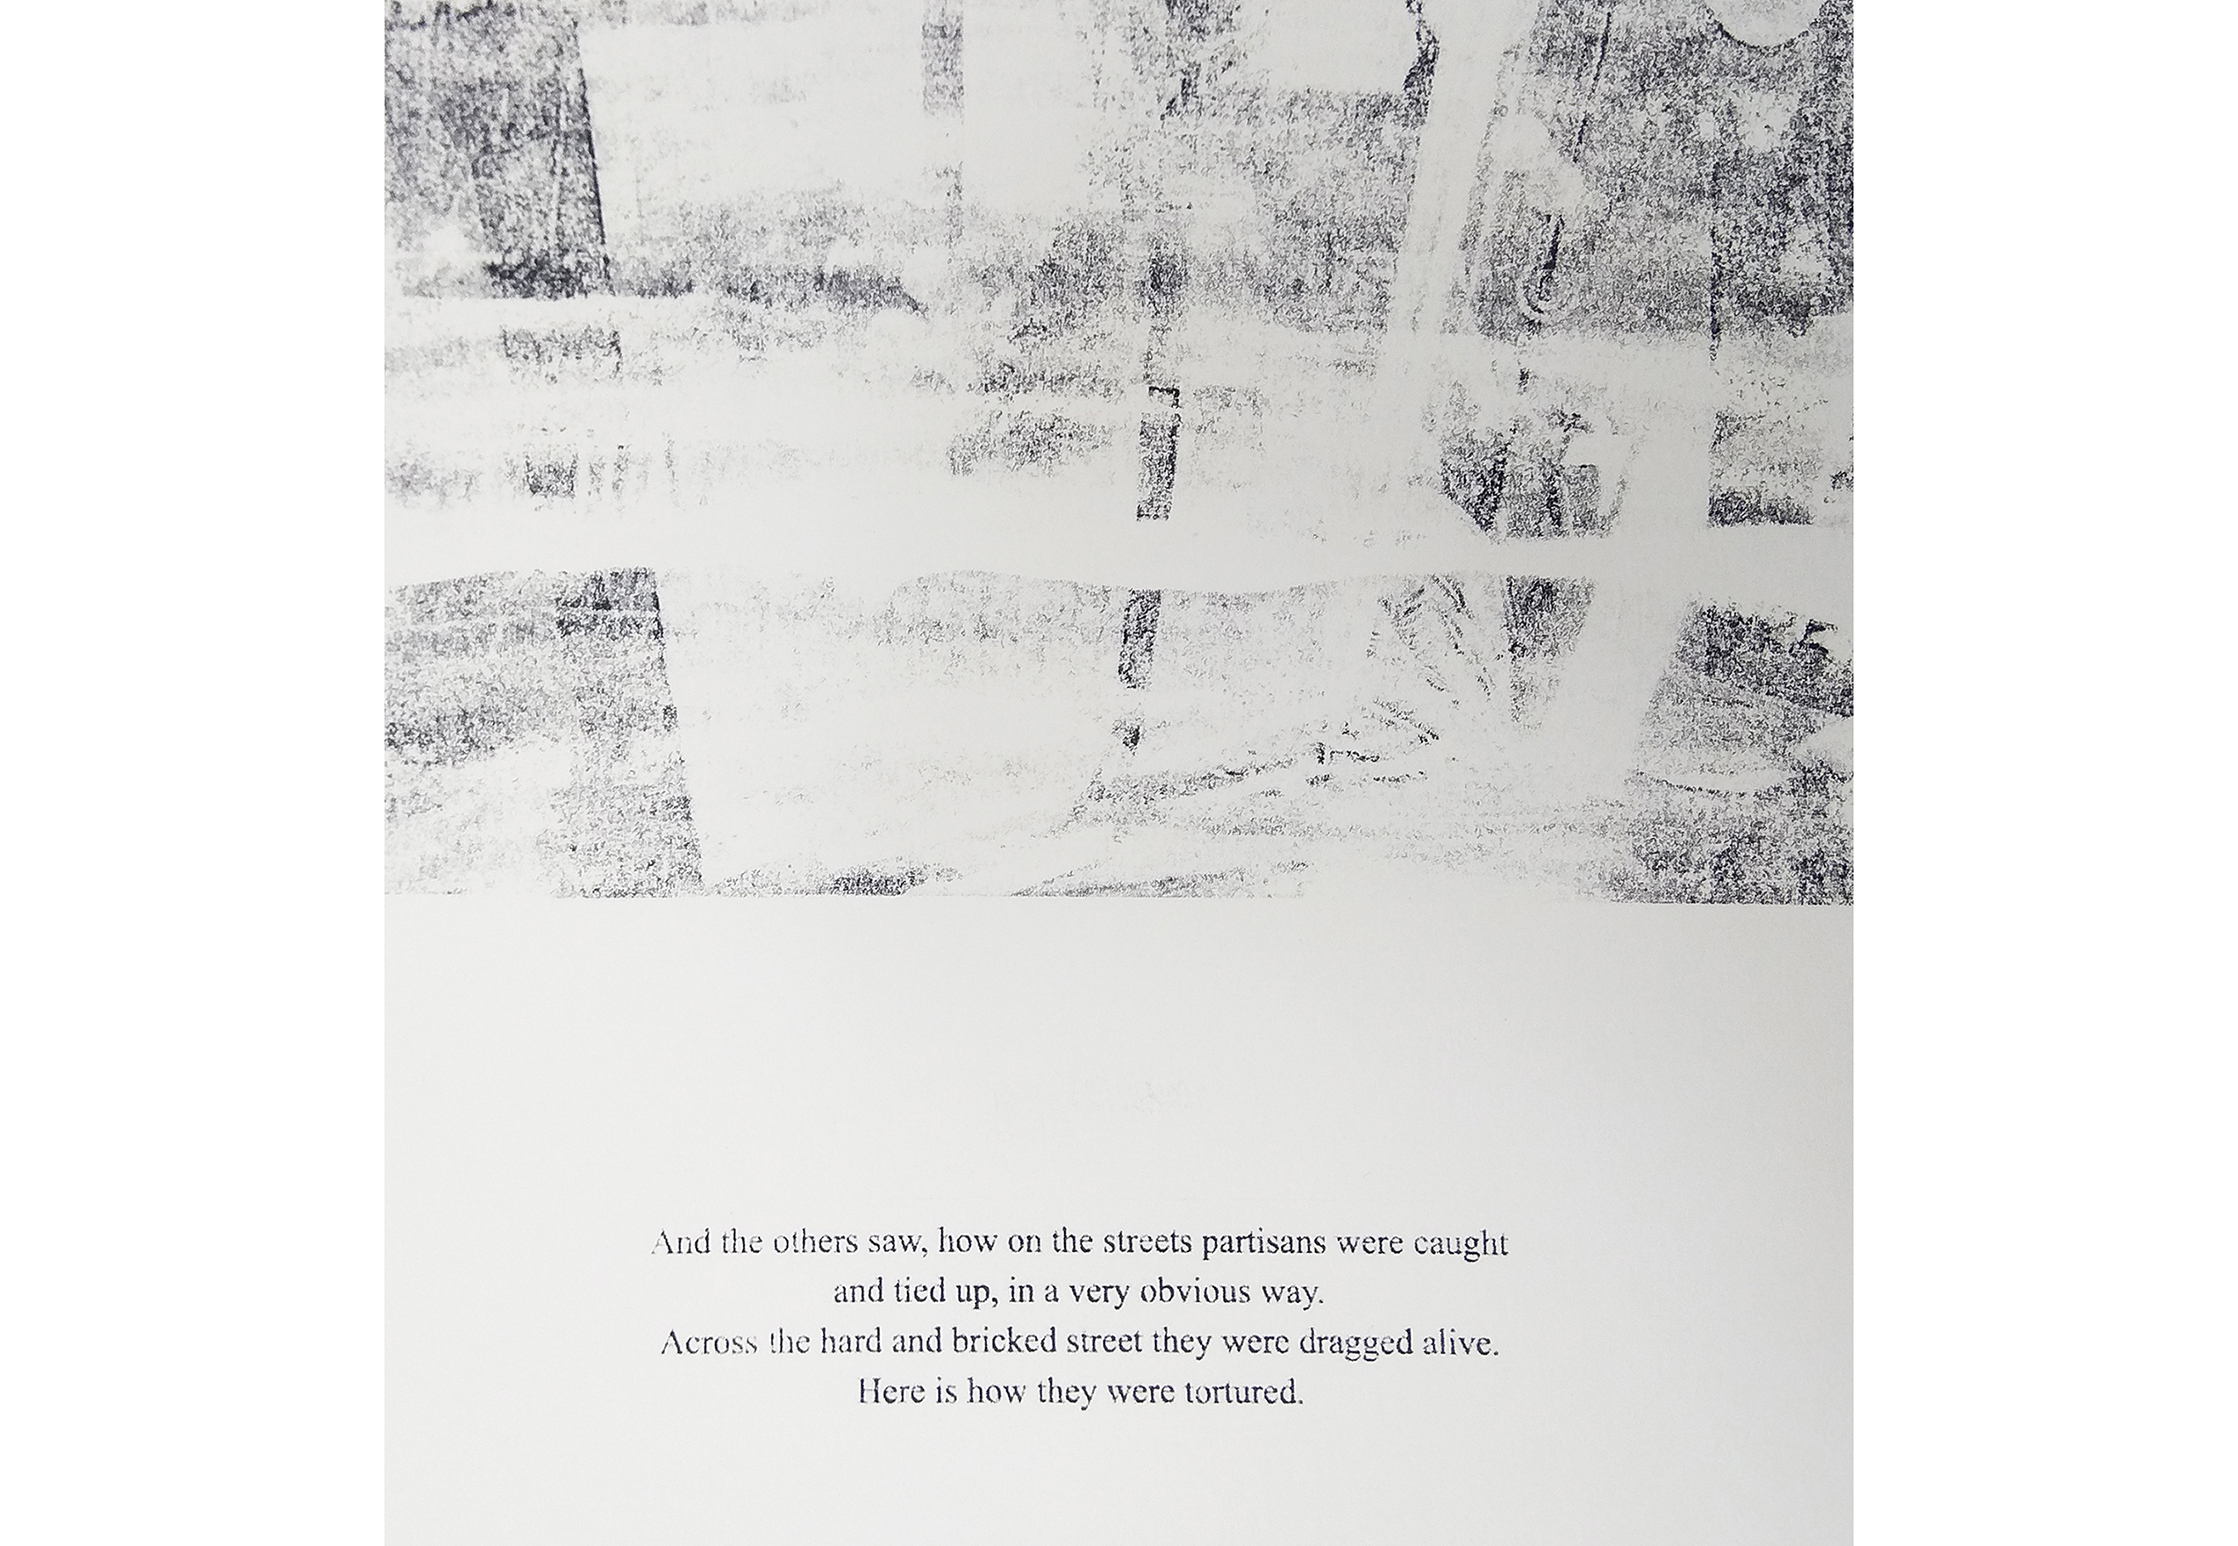 And the others saw, how on the streets partisans were caught
and tied up, in a very obvious way.
Across the hard and bricked street they were dragged alive.
Here is how they were tortured.